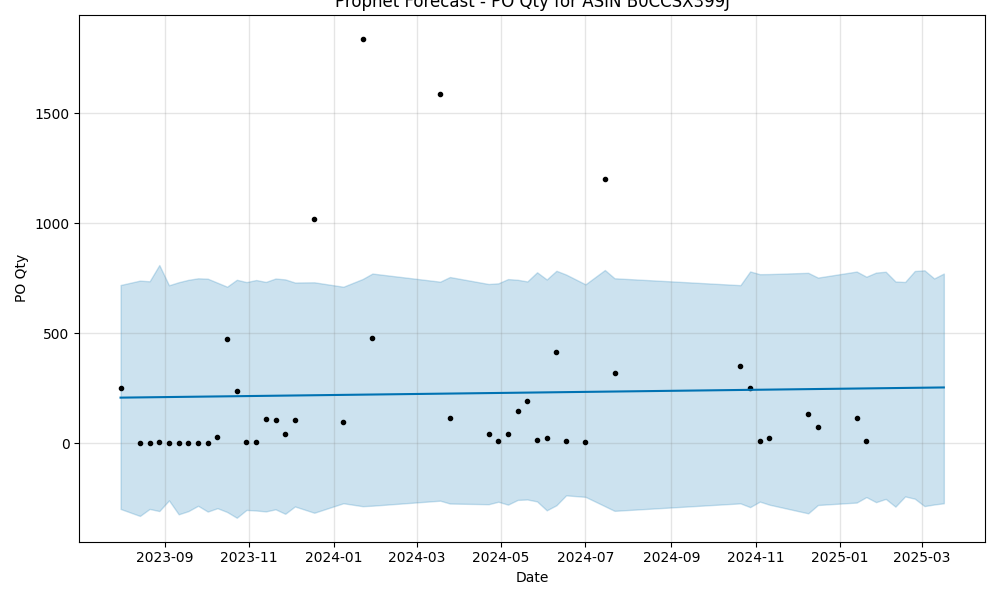 Prophet Forecast - PO Qty for ASIN B0CCSX399J
1500
1000
500
0
PO Qty
2023-09 2023-11 2024-01 2024-03 2024-05 2024-07 2024-09 2024-11 2025-01 2025-03
Date